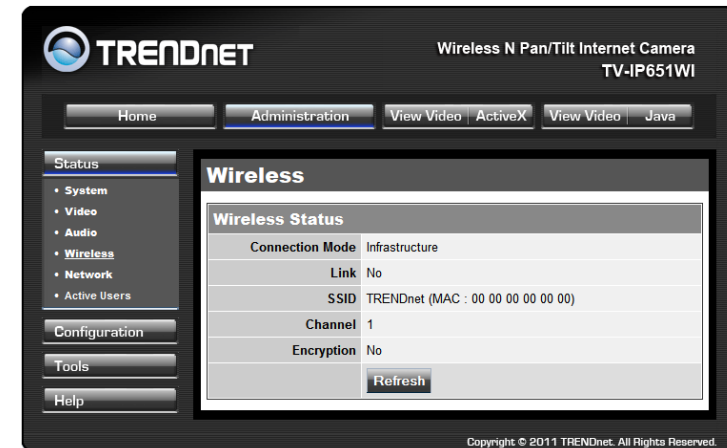 TRENDNET
Wireless N Pan/Tilt Internet Camera
TV-IP651WI
Home Administration View Video ActiveX View Video Java
Status
• System
• Video
• Audio
• Wireless
• Network
• Active Users
Configuration
Tools
Help
Wireless
Wireless Status
Connection Mode Infrastructure
Link No
SSID TRENDnet (MAC : 00 00 00 00 00 00)
Channel 1
Encryption No
Refresh
Copyright © 2011 TRENDnet. All Rights Reserved.